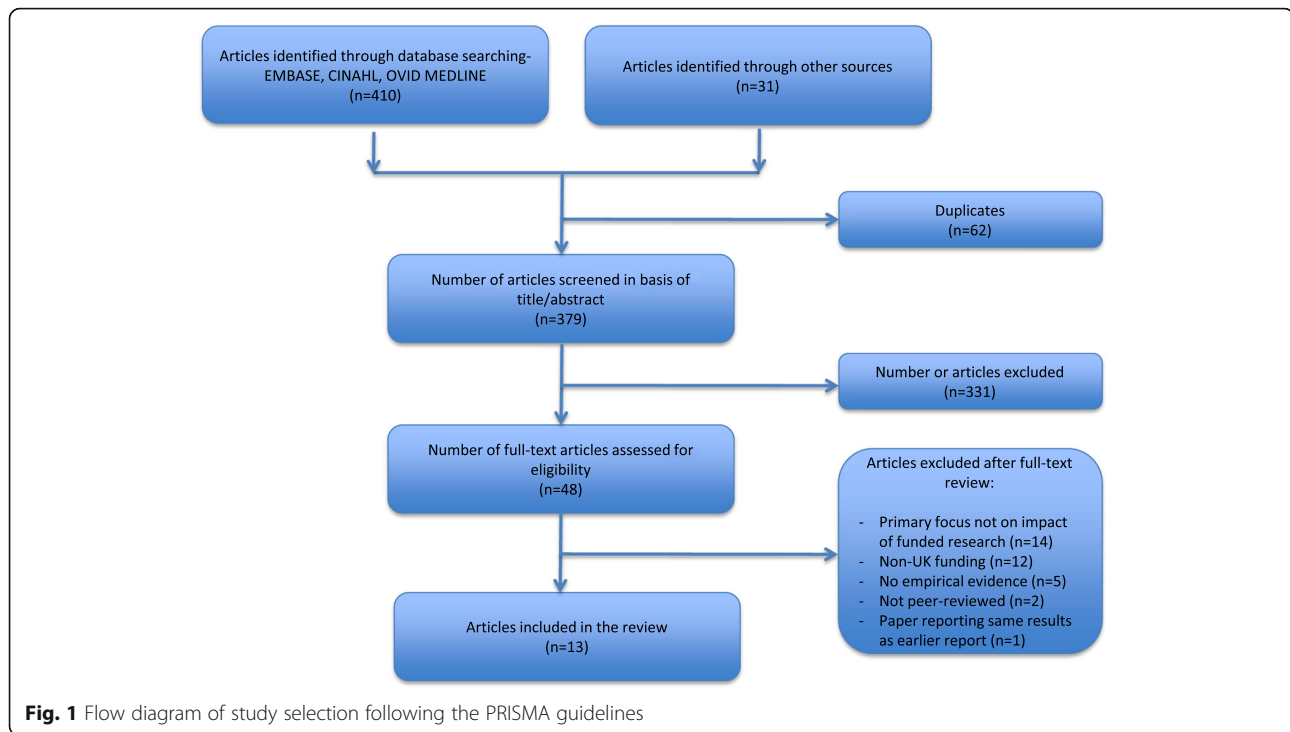 Articles identified through database searching-
EMBASE, CINAHL, OVID MEDLINE
(n=410)
Articles identified through other sources
(n=31)
Duplicates
(n=62)
Number of articles screened in basis of
title/abstract
(n=379)
Number or articles excluded
(n=331)
Number of full-text articles assessed for
eligibility
(n=48)
Articles excluded after full-text
review:
- Primary focus not on impact
of funded research (n=14)
- Non-UK funding (n=12)
- No empirical evidence (n=5)
- Not peer-reviewed (n=2)
- Paper reporting same results
as earlier report (n=1)
Articles included in the review
(n=13)
Fig. 1 Flow diagram of study selection following the PRISMA guidelines